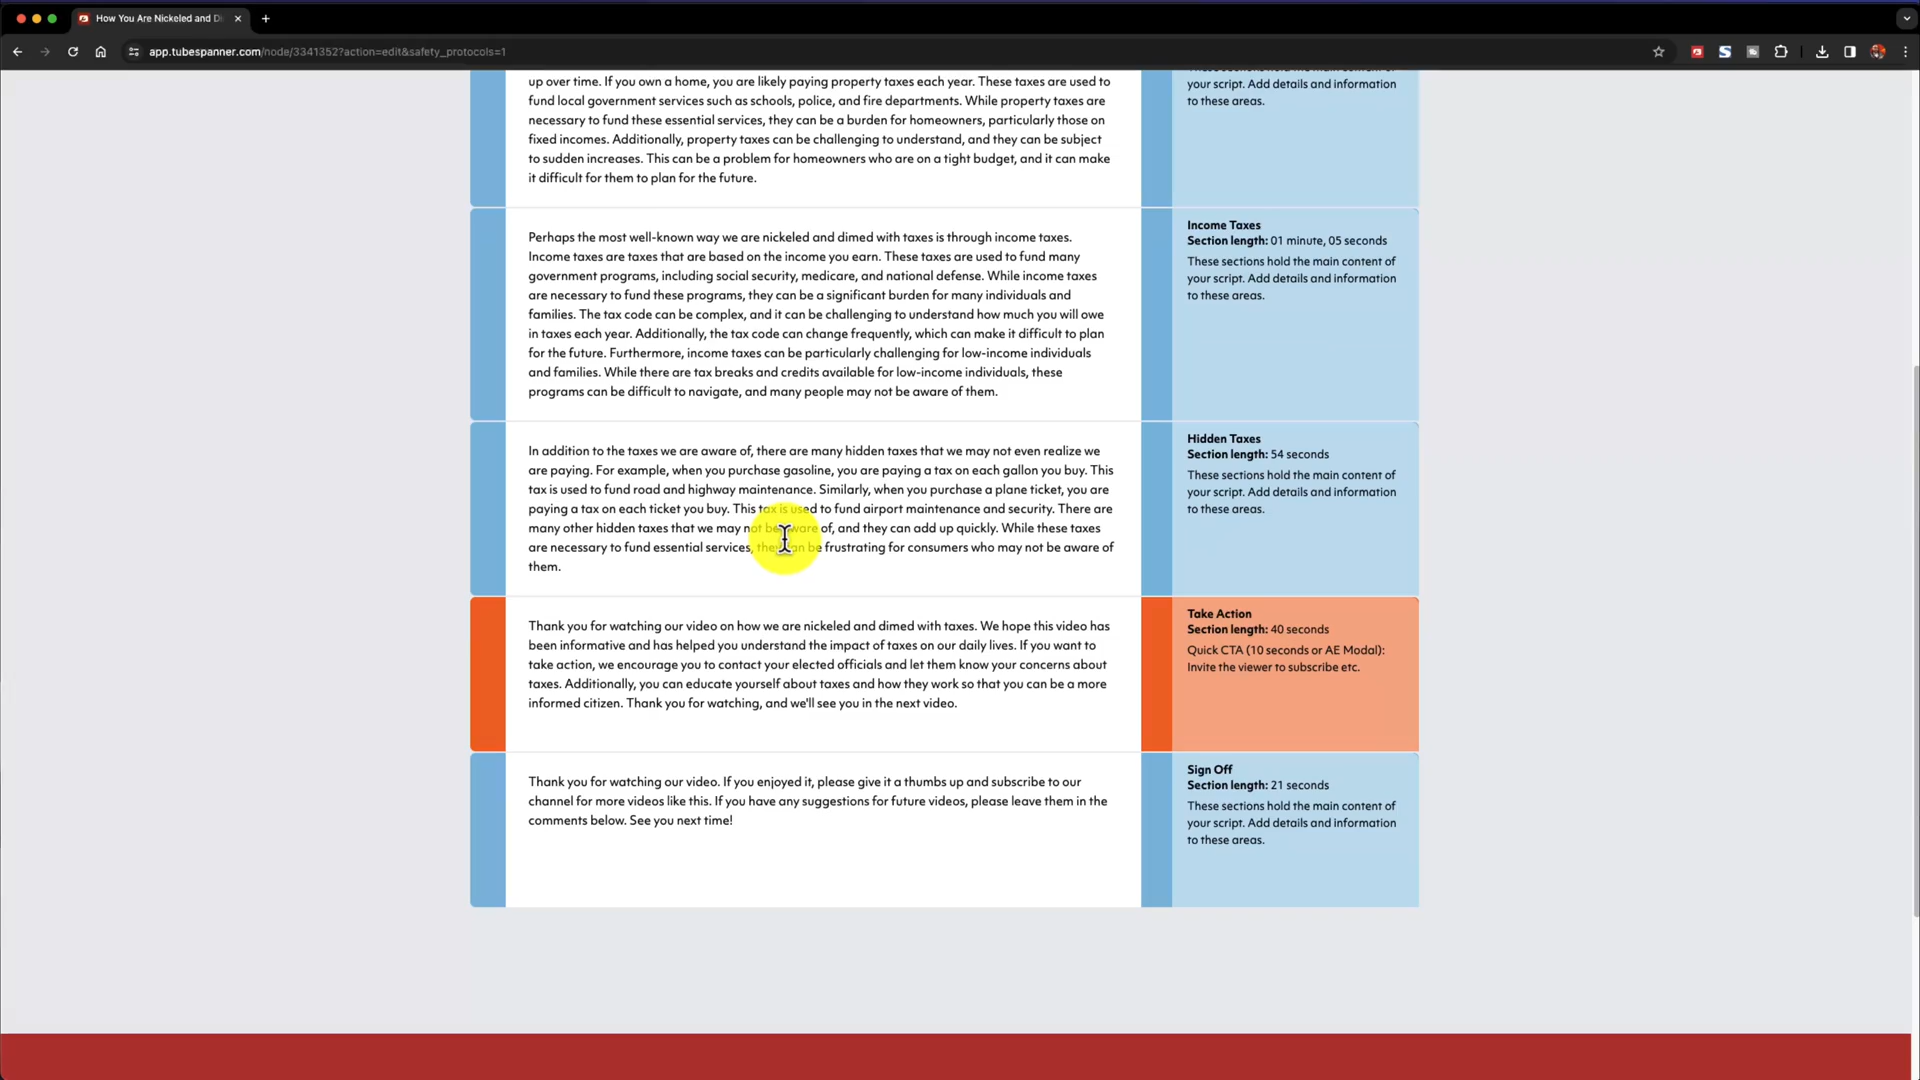 How You Are Nickeled and Di
app.tubespanner.com/node/3341352?action=edit&safety_protocols=1
up over time. If you own a home, you are likely paying property taxes each year. These taxes are used to
fund local government services such as schools, police, and fire departments. While property taxes are
necessary to fund these essential services, they can be a burden for homeowners, particularly those on
fixed incomes. Additionally, property taxes can be challenging to understand, and they can be subject
to sudden increases. This can be a problem for homeowners who are on a tight budget, and it can make
it difficult for them to plan for the future.
These sections hold the main content of
your script. Add details and information
to these areas.
Perhaps the most well-known way we are nickeled and dimed with taxes is through income taxes.
Income taxes are taxes that are based on the income you earn. These taxes are used to fund many
government programs, including social security, medicare, and national defense. While income taxes
are necessary to fund these programs, they can be a significant burden for many individuals and
families. The tax code can be complex, and it can be challenging to understand how much you will owe
in taxes each year. Additionally, the tax code can change frequently, which can make it difficult to plan
for the future. Furthermore, income taxes can be particularly challenging for low-income individuals
and families. While there are tax breaks and credits available for low-income individuals, these
programs can be difficult to navigate, and many people may not be aware of them.
Income Taxes
Section length: 01 minute, 05 seconds
These sections hold the main content of
your script. Add details and information
to these areas.
In addition to the taxes we are aware of, there are many hidden taxes that we may not even realize we
are paying. For example, when you purchase gasoline, you are paying a tax on each gallon you buy. This
tax is used to fund road and highway maintenance. Similarly, when you purchase a plane ticket, you are
paying a tax on each ticket you buy. This tax is used to fund airport maintenance and security. There are
many other hidden taxes that we may not be aware of, and they can add up quickly. While these taxes
are necessary to fund essential services, they can be frustrating for consumers who may not be aware of
them.
Hidden Taxes
Section length: 54 seconds
These sections hold the main content of
your script. Add details and information
to these areas.
Thank you for watching our video on how we are nickeled and dimed with taxes. We hope this video has
been informative and has helped you understand the impact of taxes on our daily lives. If you want to
take action, we encourage you to contact your elected officials and let them know your concerns about
taxes. Additionally, you can educate yourself about taxes and how they work so that you can be a more
informed citizen. Thank you for watching, and we'll see you in the next video.
Take Action
Section length: 40 seconds
Quick CTA (10 seconds or AE Modal):
Invite the viewer to subscribe etc.
Thank you for watching our video. If you enjoyed it, please give it a thumbs up and subscribe to our
channel for more videos like this. If you have any suggestions for future videos, please leave them in the
comments below. See you next time!
Sign Off
Section length: 21 seconds
These sections hold the main content of
your script. Add details and information
to these areas.